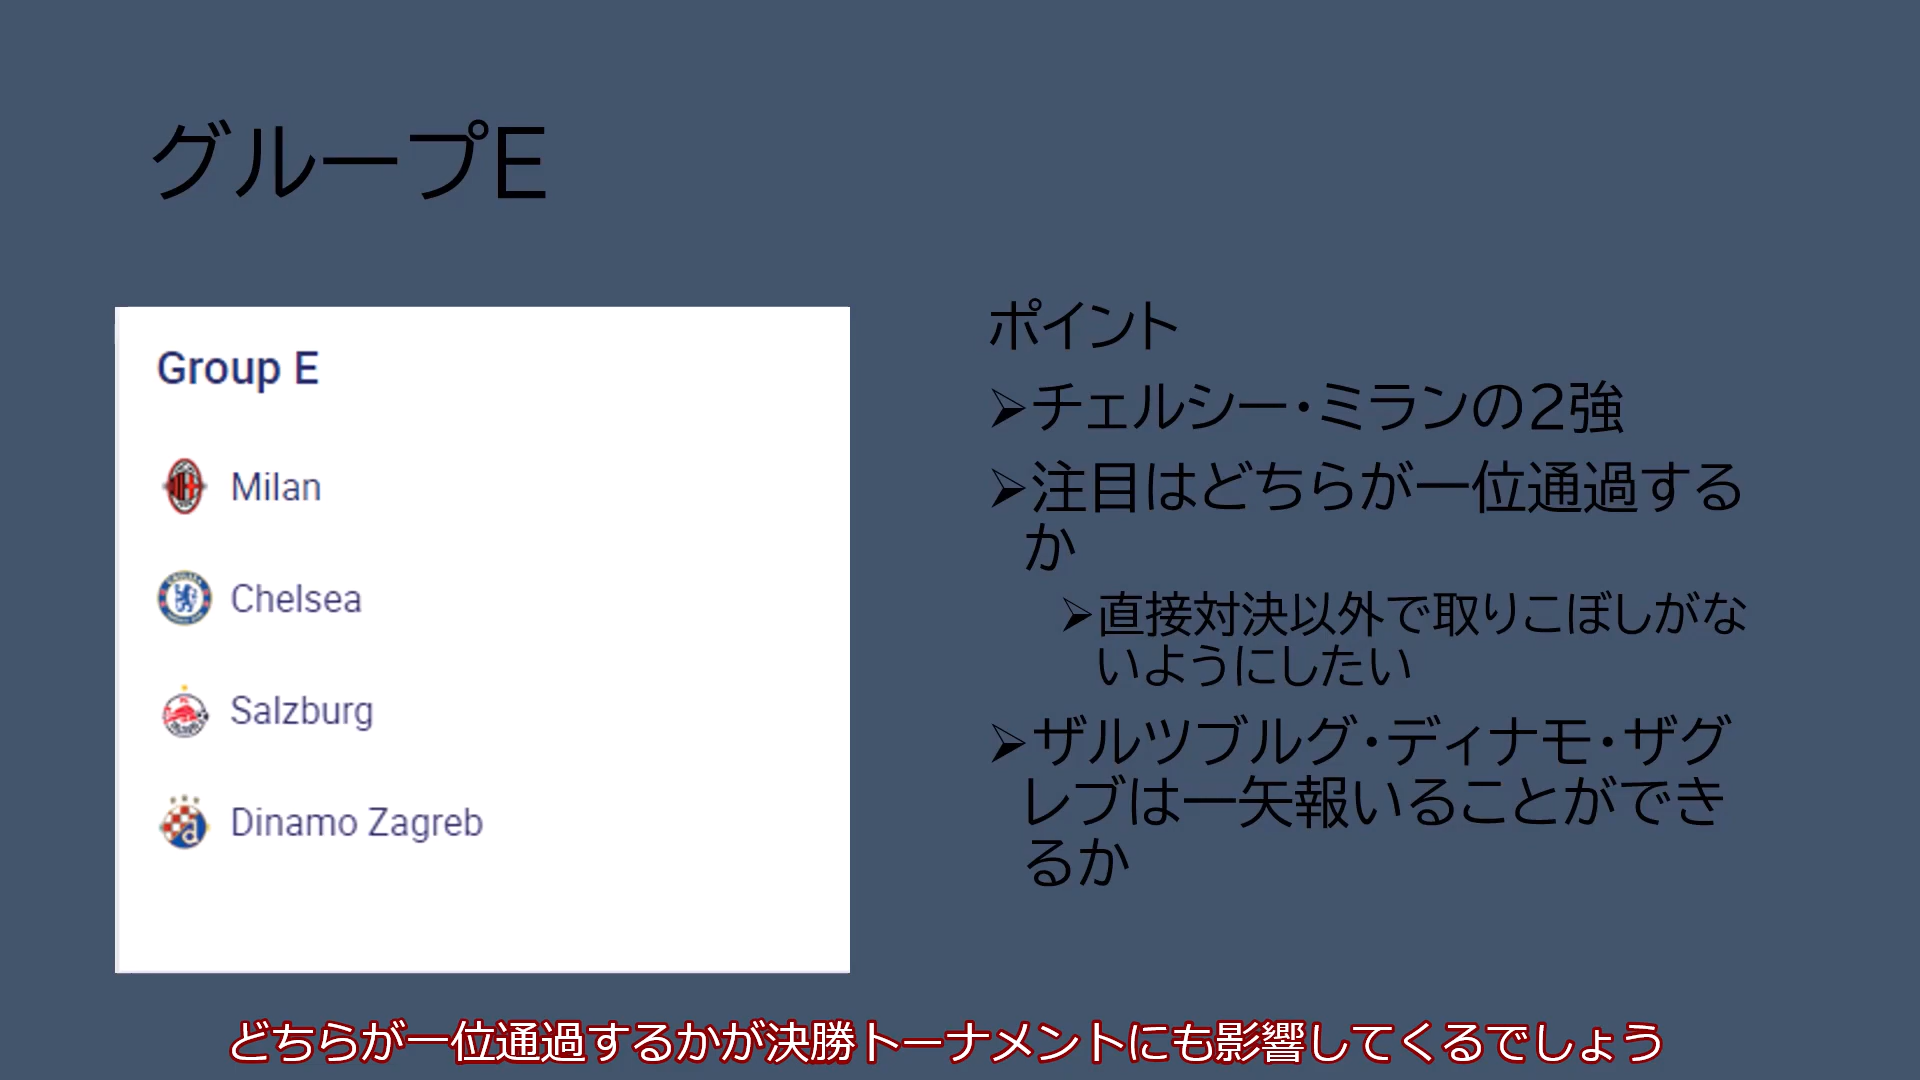 グループE
Group E
Milan
Chelsea
Salzburg
Dinamo Zagreb
ポイント
➢チェルシー・ミランの2強
➢注目はどちらが一位通過する
か
➢直接対決以外で取りこぼしがな
いようにしたい
➢ザルツブルグ・ディナモ・ザグ
レブは一矢報いることができ
るか
どちらが一位通過するかが決勝トーナメントにも影響してくるでしょう